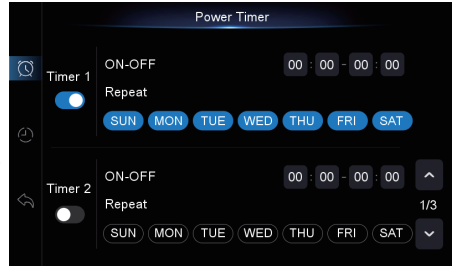 Power Timer
Timer 1
ON-OFF 00 : 00 - 00 : 00
Repeat
SUN MON TUE WED THU FRI SAT
Timer 2
ON-OFF 00 : 00 - 00 : 00
Repeat
1/3
SUN MON TUE WED THU FRI SAT